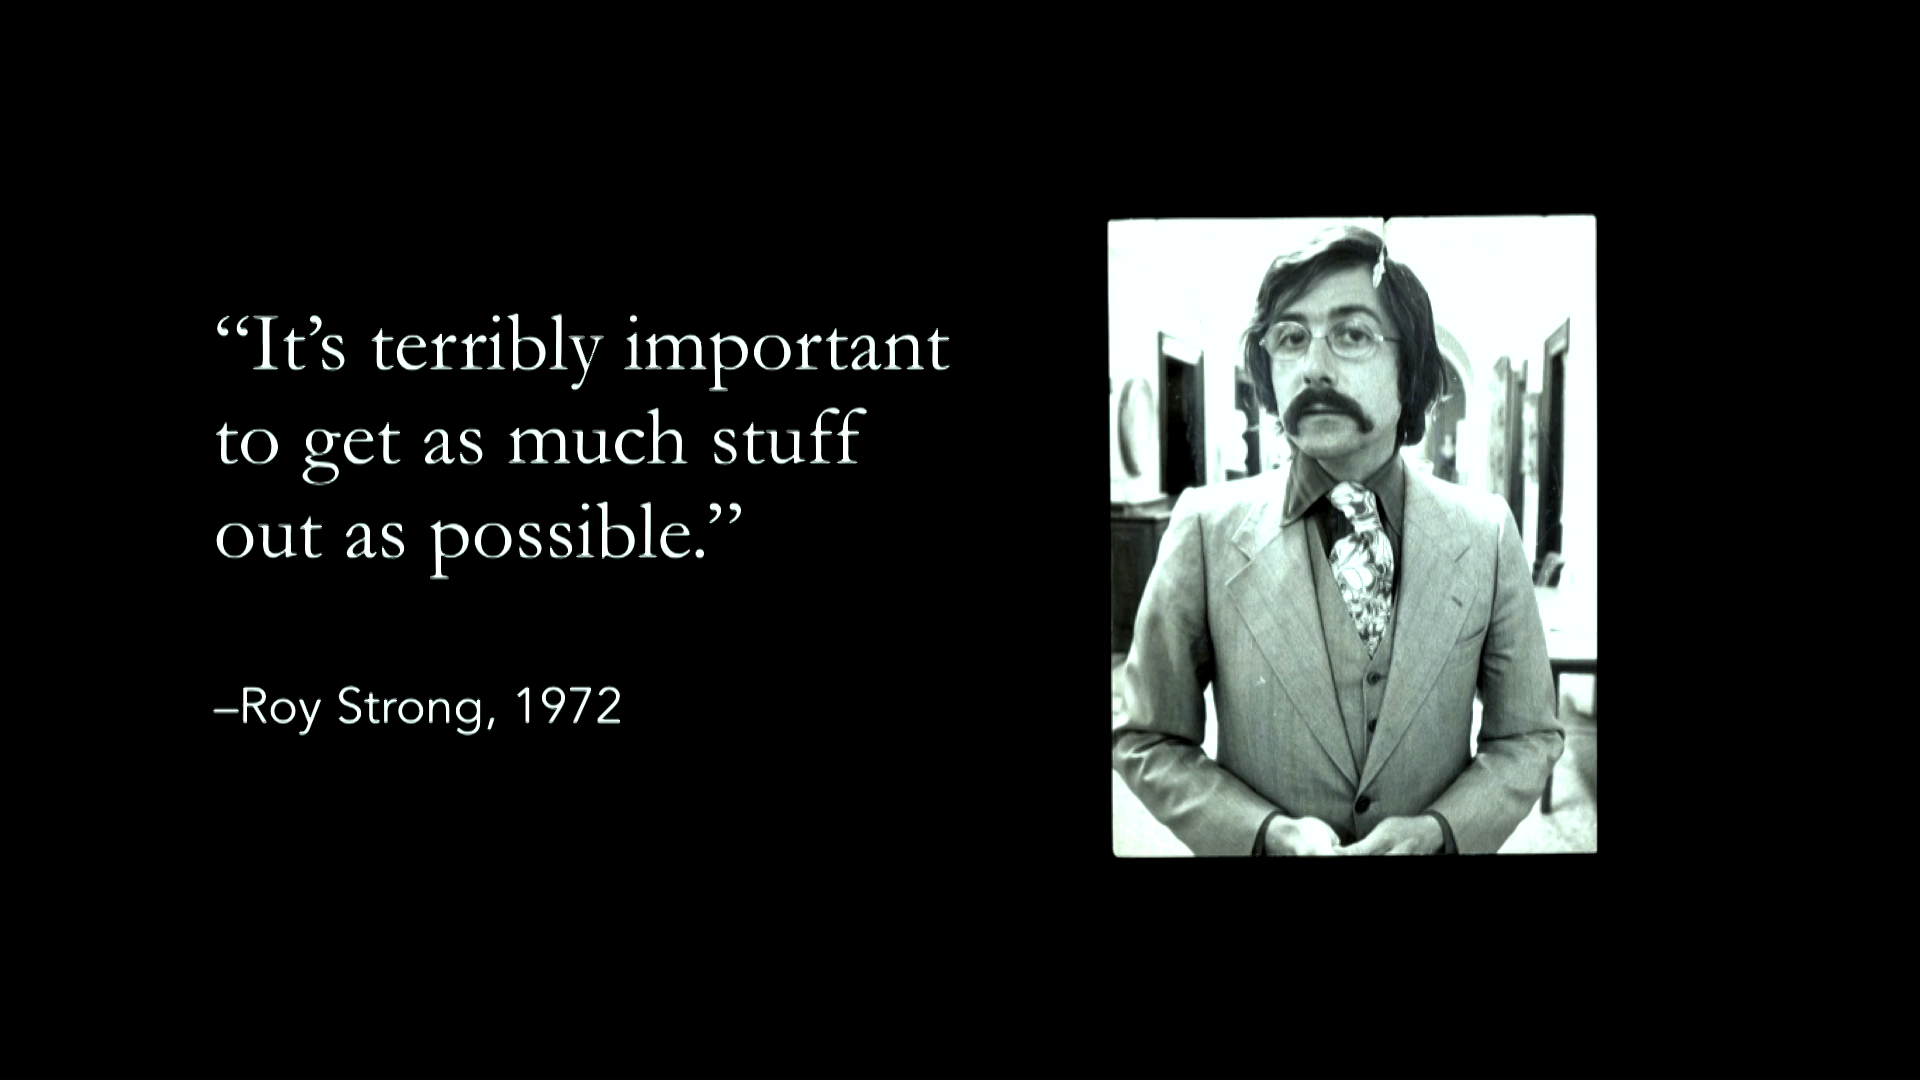 “It’s terribly important
to get as much stuff
out as possible.”
–Roy Strong, 1972